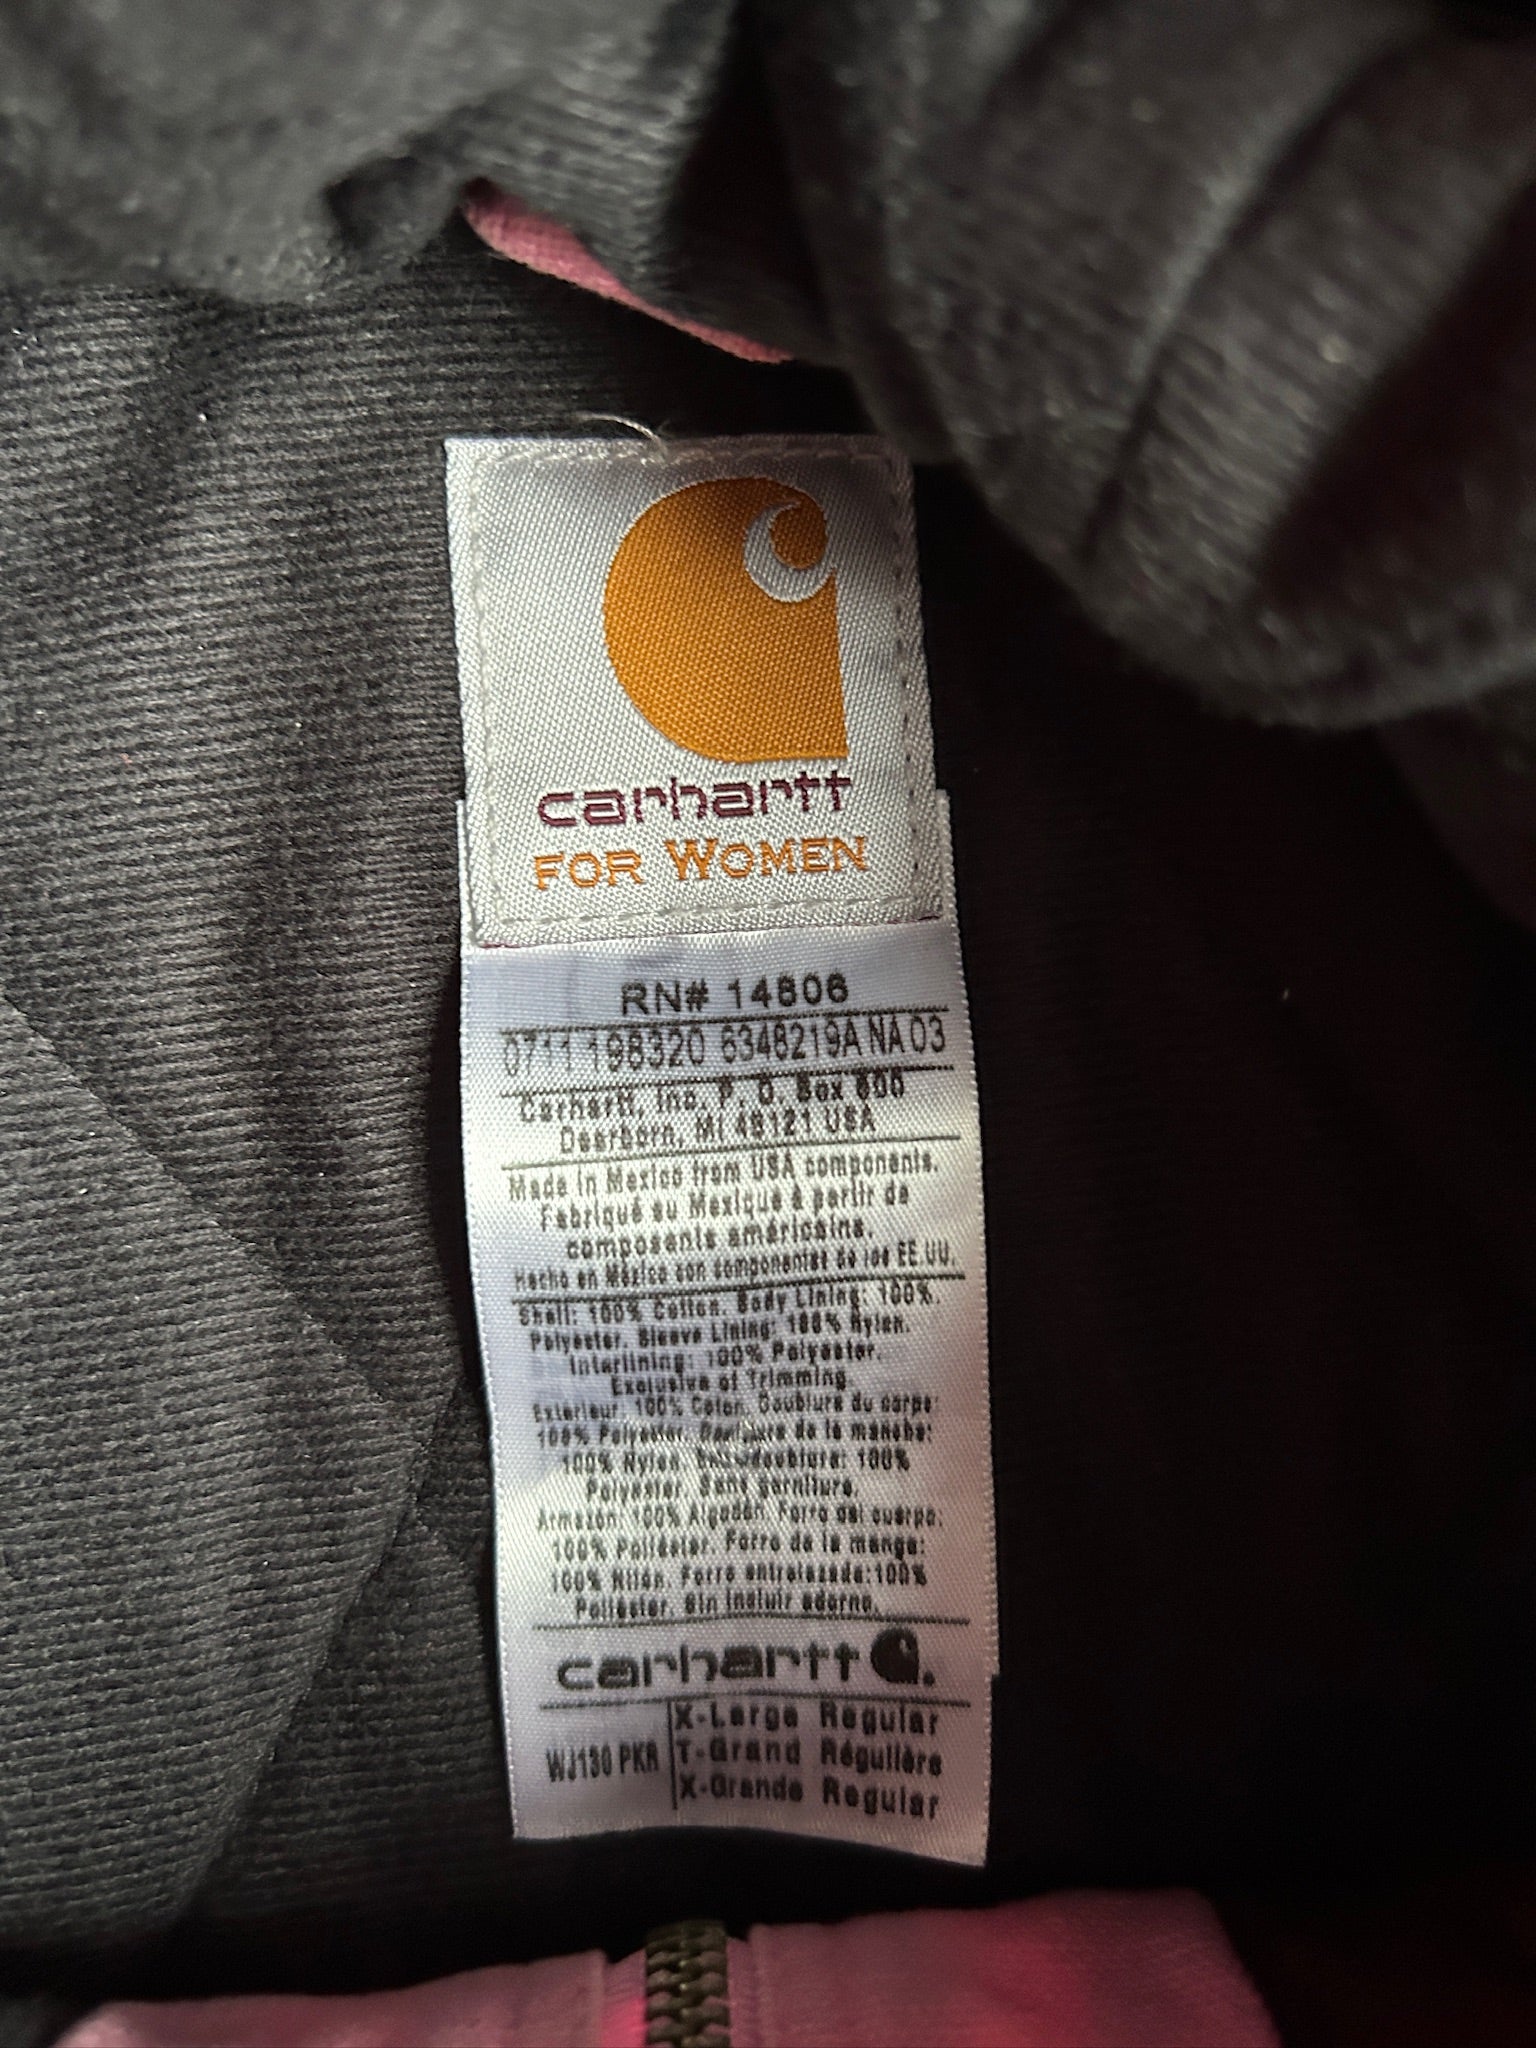 carhartt
FOR WOMEN
RN# 14806
0711 198320 6348219A NA 03
Carhartt, Inc. P. O. Box 600
Dearborn, MI 48121 USA
Made in Mexico from USA components.
Fabriqué au Mexique à partir de
composants américains.
Hecho en México con componentes de los EE.UU.
Shell: 100% Cotton. Body Lining: 100%.
Polyester. Sleeve Lining: 100% Nylon.
Interlining: 100% Polyester.
Exclusive of Trimming.
Exterieur: 100% Coton. Doublure du corps:
100% Polyester. Doublure de la manche:
100% Nylon. Entredoublure: 100%
Polyester. Sans garniture.
Armazón: 100% Algodón. Forro del cuerpo:
100% Poliéster. Forro de la manga:
100% Nilón. Forro entrelazada:100%
Poliéster. Sin incluir adorno.
carhartt
WJ130 PKR
X-Large Regular
T-Grand Régulière
X-Grande Regular